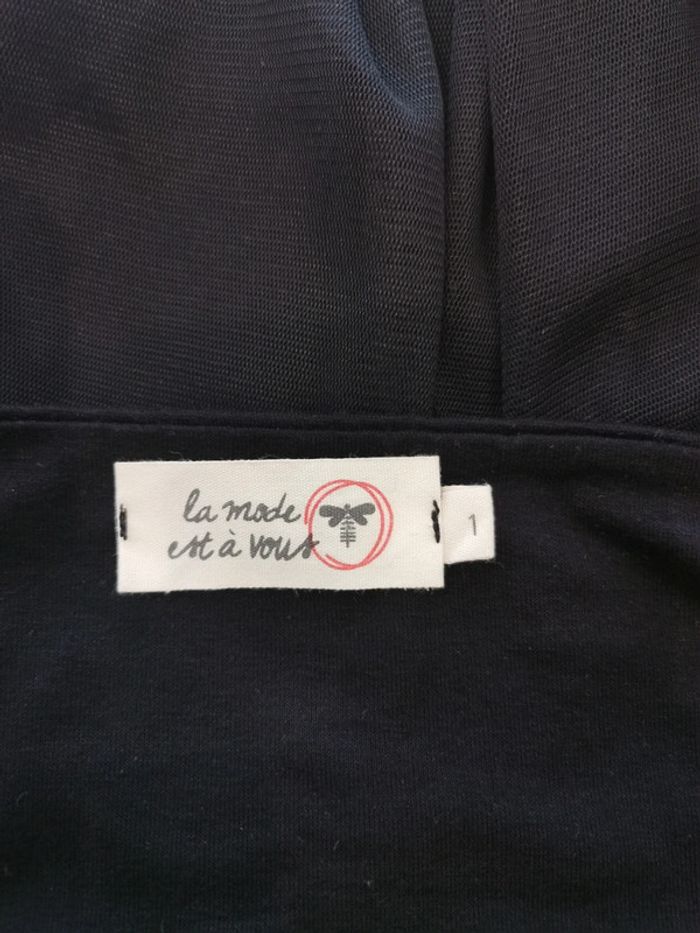 la mode
est à vous
1